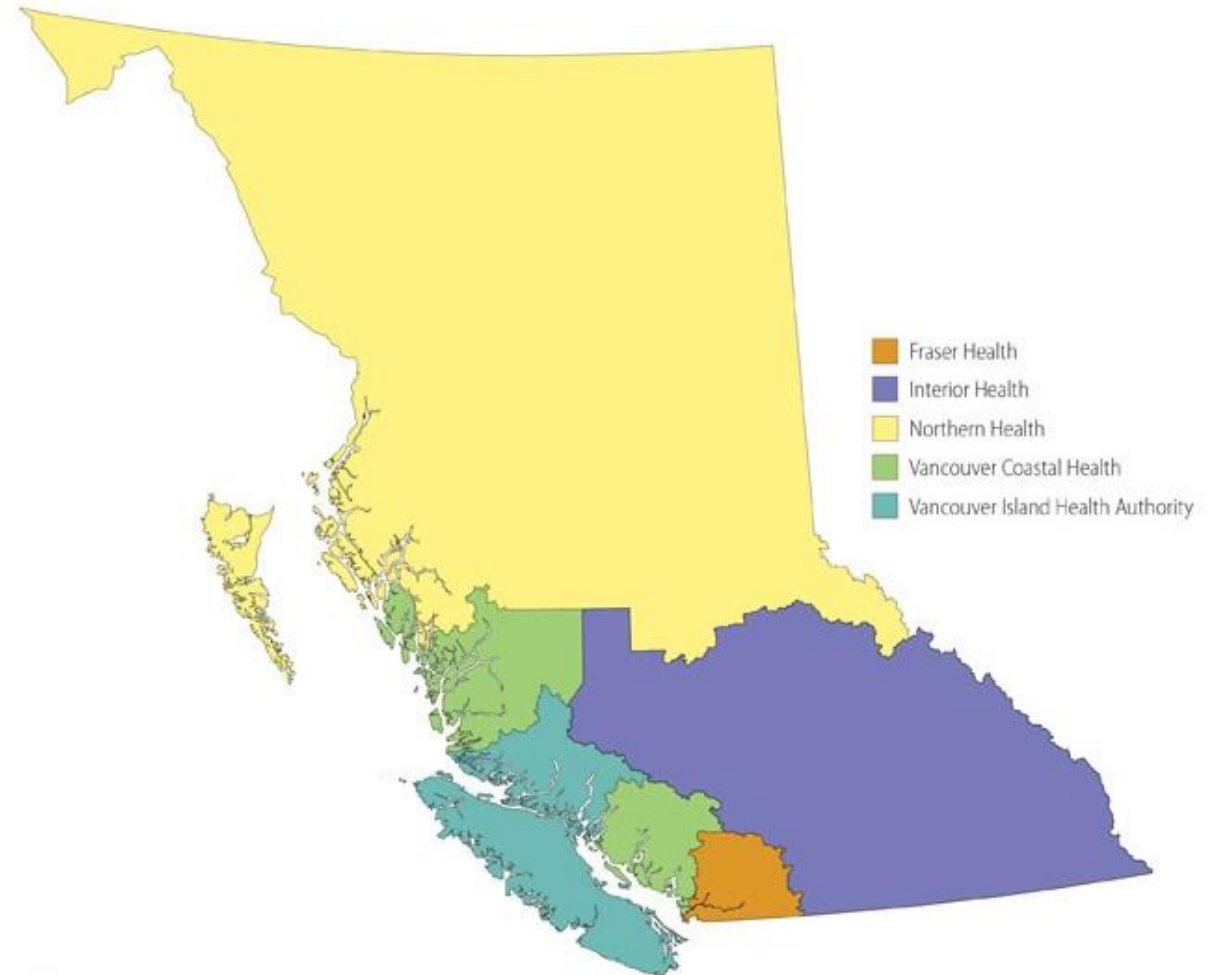 Fraser Health
Interior Health
Northern Health
Vancouver Coastal Health
Vancouver Island Health Authority